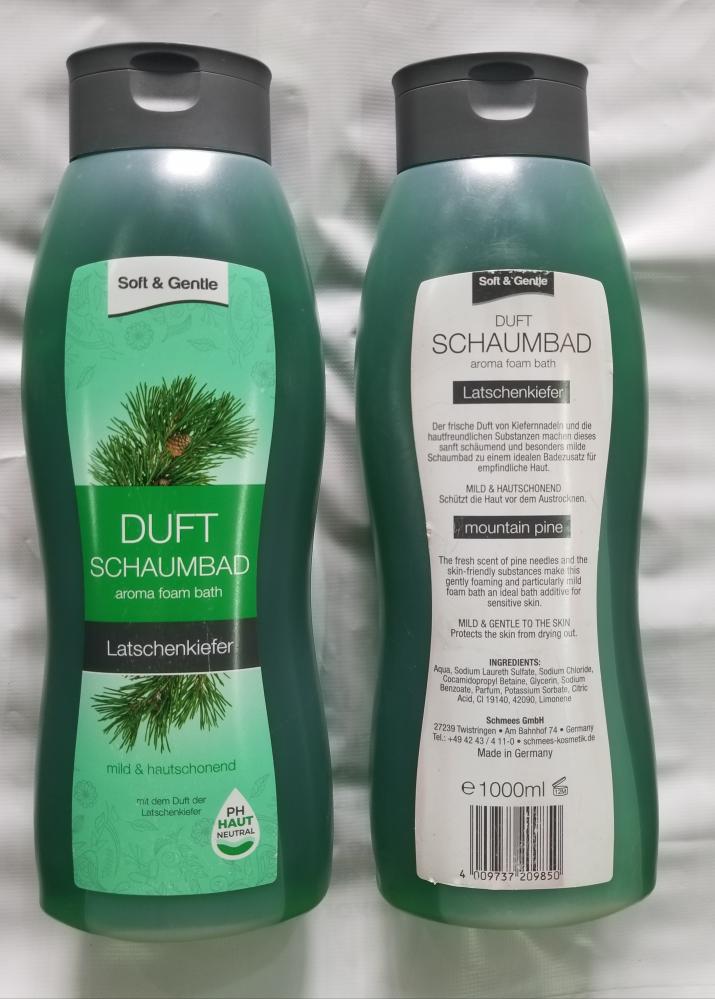 Soft & Gentle
DUFT
SCHAUMBAD
aroma foam bath
Latschenkiefer
mild & hautschonend
mit dem Duft der
Latschenkiefer
PH
HAUT
NEUTRAL
Soft & Gentle
DUFT
SCHAUMBAD
aroma foam bath
Latschenkiefer
Der frische Duft von Kiefernnadeln und die
hautfreundlichen Substanzen machen dieses
sanft schäumend und besonders milde
Schaumbad zu einem idealen Badezusatz für
empfindliche Haut.
MILD & HAUTSCHONEND
Schützt die Haut vor dem Austrocknen.
mountain pine
The fresh scent of pine needles and the
skin-friendly substances make this
gently foaming and particularly mild
foam bath an ideal bath additive for
sensitive skin.
MILD & GENTLE TO THE SKIN
Protects the skin from drying out.
INGREDIENTS:
Aqua, Sodium Laureth Sulfate, Sodium Chloride,
Cocamidopropyl Betaine, Glycerin, Sodium
Benzoate, Parfum, Potassium Sorbate, Citric
Acid, CI 19140, 42090, Limonene
Schmees GmbH
27239 Twistringen • Am Bahnhof 74 • Germany
Tel.: +49 42 43 / 4 11-0 • schmees-kosmetik.de
Made in Germany
℮ 1000ml 12M
4 009737 209850